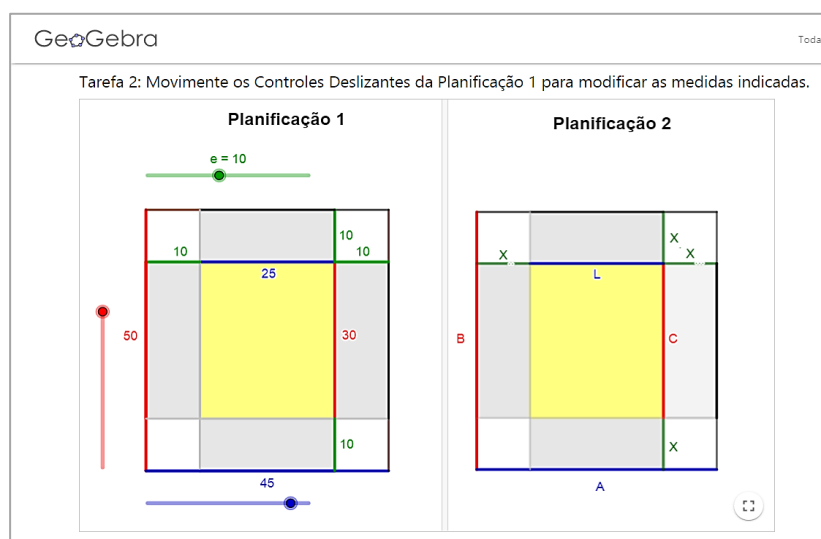 GeoGebra
Toda
Tarefa 2: Movimente os Controles Deslizantes da Planificação 1 para modificar as medidas indicadas.
Planificação 1
Planificação 2
e = 10
10
10
10
25
50
30
10
45
X
X
X
L
B
C
X
A